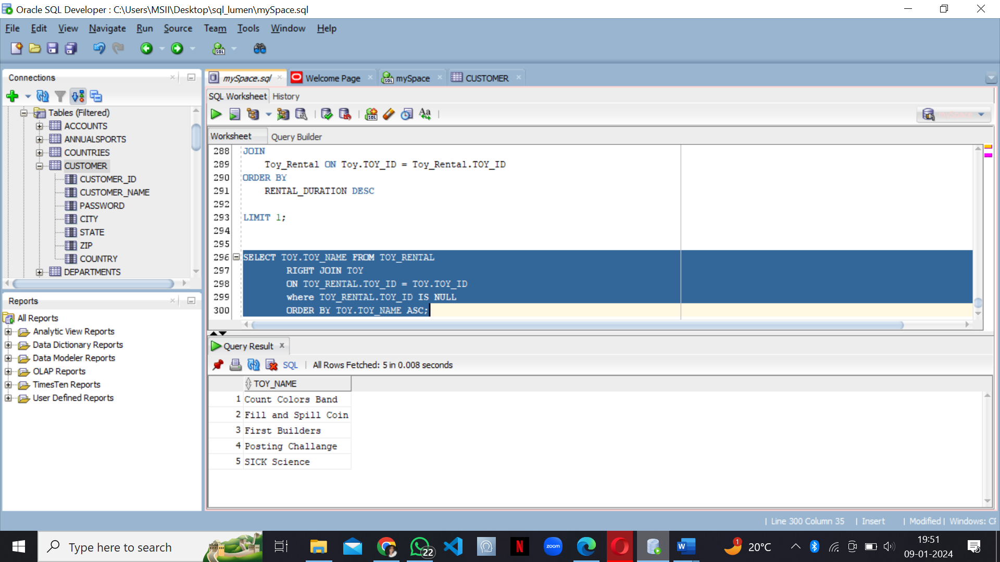 Oracle SQL Developer : C:\Users\MSII\Desktop\sql_lumen\mySpace.sql
File Edit View Navigate Run Source Team Tools Window Help
Connections
Tables (Filtered)
ACCOUNTS
ANNUALSPORTS
COUNTRIES
CUSTOMER
CUSTOMER_ID
CUSTOMER_NAME
PASSWORD
CITY
STATE
ZIP
COUNTRY
DEPARTMENTS
Reports
All Reports
Analytic View Reports
Data Dictionary Reports
Data Modeler Reports
OLAP Reports
TimesTen Reports
User Defined Reports
mySpace.sql Welcome Page mySpace CUSTOMER
SQL Worksheet History
Worksheet Query Builder
288 JOIN
289 Toy_Rental ON Toy.TOY_ID = Toy_Rental.TOY_ID
290 ORDER BY
291 RENTAL_DURATION DESC
292
293 LIMIT 1;
294
295
296 SELECT TOY.TOY_NAME FROM TOY_RENTAL
297 RIGHT JOIN TOY
298 ON TOY_RENTAL.TOY_ID = TOY.TOY_ID
299 where TOY_RENTAL.TOY_ID IS NULL
300 ORDER BY TOY.TOY_NAME ASC;
Query Result
SQL | All Rows Fetched: 5 in 0.008 seconds
TOY_NAME
1 Count Colors Band
2 Fill and Spill Coin
3 First Builders
4 Posting Challange
5 SICK Science
| Line 300 Column 35 | Insert | Modified | Windows: CF
Type here to search
22
zoom
1
20°C
19:51
09-01-2024